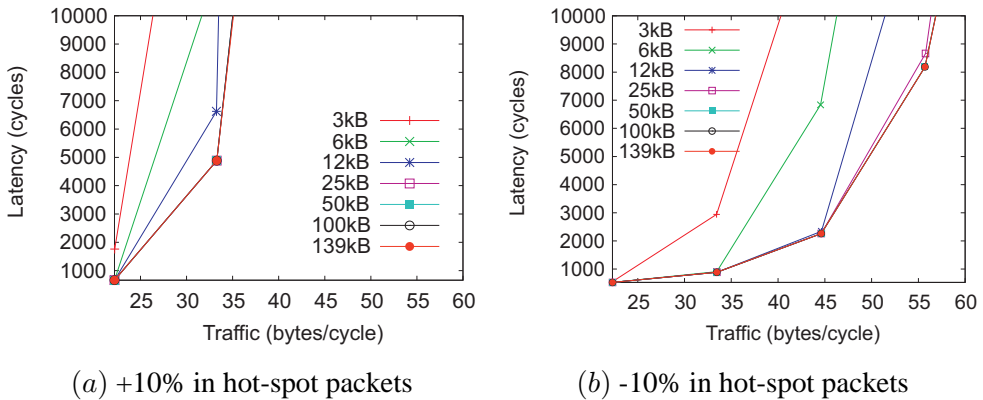 10000
9000
8000
7000
6000
5000
4000
3000
2000
1000
Latency (cycles)
3kB
6kB
12kB
25kB
50kB
100kB
139kB
25 30 35 40 45 50 55 60
Traffic (bytes/cycle)
(a) +10% in hot-spot packets
10000
9000
8000
7000
6000
5000
4000
3000
2000
1000
Latency (cycles)
3kB
6kB
12kB
25kB
50kB
100kB
139kB
25 30 35 40 45 50 55 60
Traffic (bytes/cycle)
(b) -10% in hot-spot packets